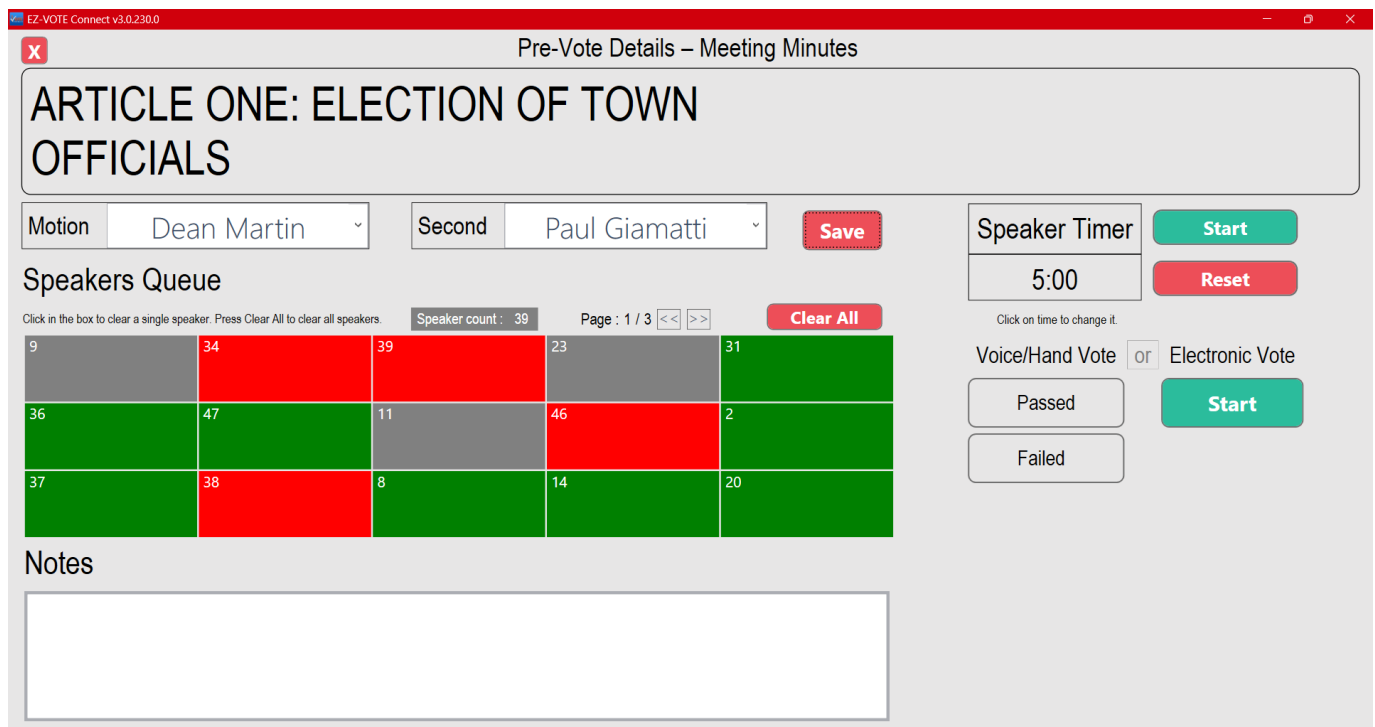 EZ-VOTE Connect v3.0.230.0
X
Pre-Vote Details – Meeting Minutes
ARTICLE ONE: ELECTION OF TOWN
OFFICIALS
Motion Dean Martin Second Paul Giamatti Save Speaker Timer Start
Speakers Queue 5:00 Reset
Click in the box to clear a single speaker. Press Clear All to clear all speakers. Speaker count : 39 Page : 1 / 3 << >> Clear All Click on time to change it.
9 34 39 23 31
Voice/Hand Vote or Electronic Vote
36 47 11 46 2
Passed Start
Failed
37 38 8 14 20
Notes